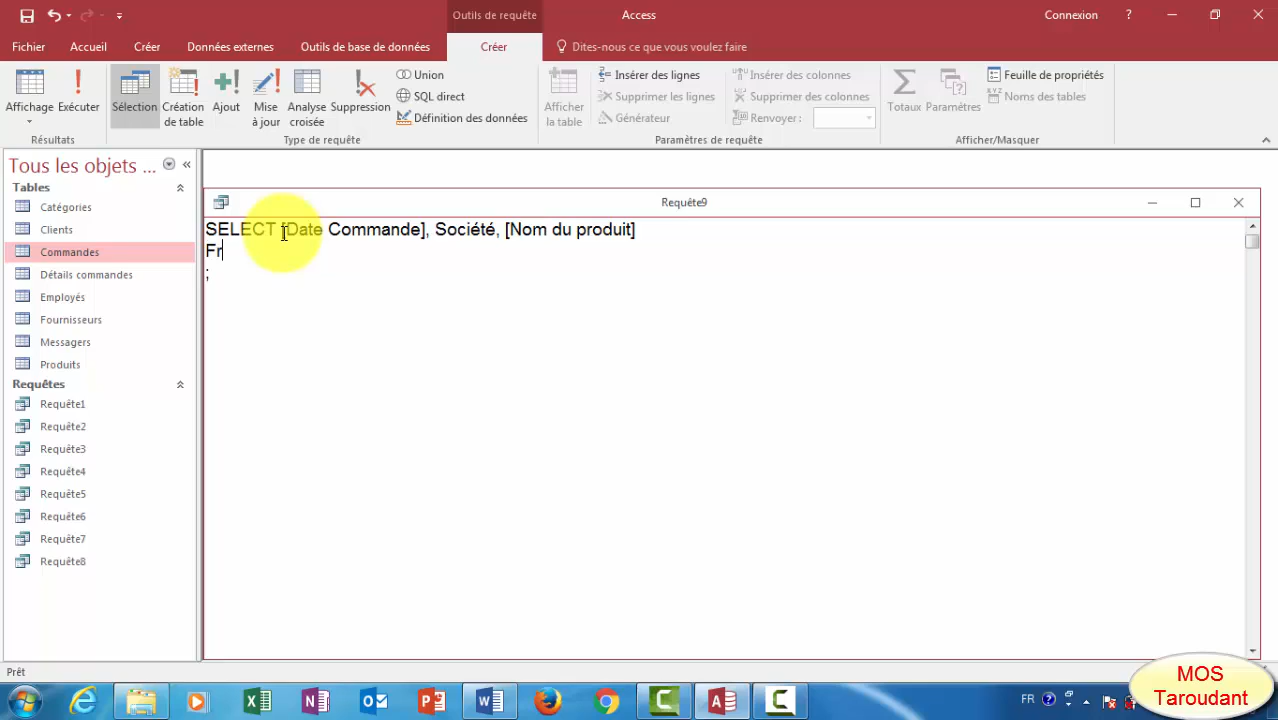 Outils de requête
Access
Connexion
?
Fichier
Accueil
Créer
Données externes
Outils de base de données
Créer
Dites-nous ce que vous voulez faire
Affichage
Exécuter
Résultats
Sélection
Création de table
Ajout
Mise à jour
Analyse croisée
Suppression
Union
SQL direct
Définition des données
Type de requête
Afficher la table
Insérer des lignes
Supprimer les lignes
Générateur
Insérer des colonnes
Supprimer des colonnes
Renvoyer :
Paramètres de requête
Totaux
Paramètres
Feuille de propriétés
Noms des tables
Afficher/Masquer
Tous les objets ...
Tables
Catégories
Clients
Commandes
Détails commandes
Employés
Fournisseurs
Messagers
Produits
Requêtes
Requête1
Requête2
Requête3
Requête4
Requête5
Requête6
Requête7
Requête8
Requête9
SELECT [Date Commande], Société, [Nom du produit]
Fr
;
Prêt
FR
MOS
Taroudant